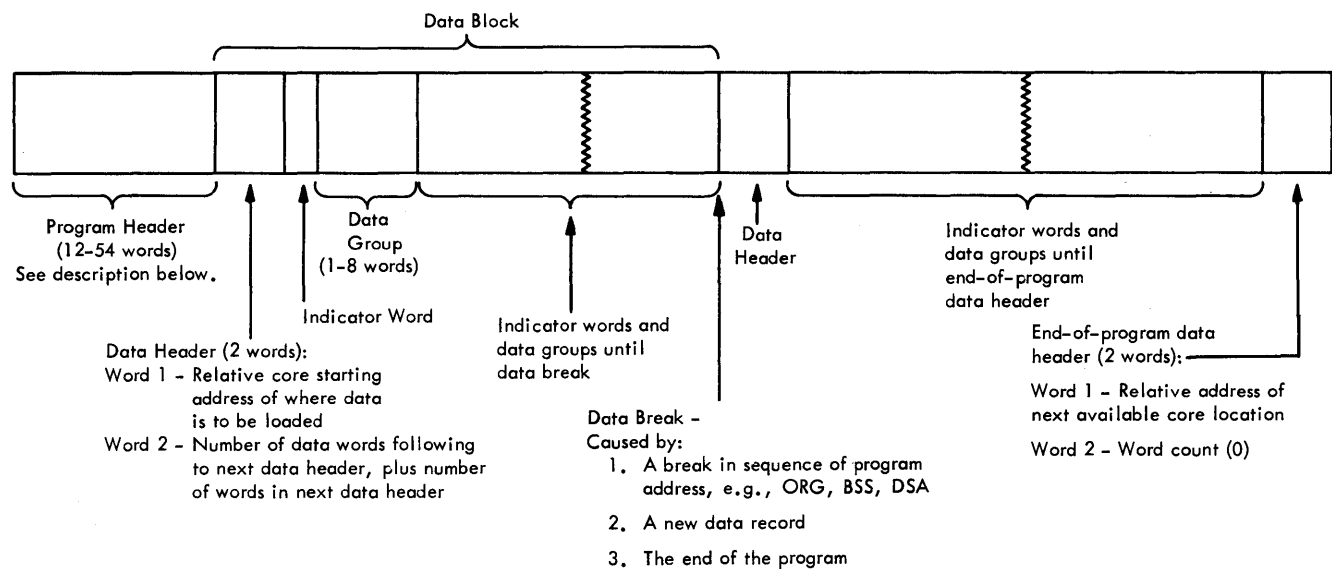 Data Block
Program Header
(12-54 words)
See description below.
Data
Group
(1-8 words)
Data
Header
Indicator words and
data groups until
end-of-program
data header
Indicator Word
Indicator words and
data groups until
data break
Data Header (2 words):
Word 1 - Relative core starting
address of where data
is to be loaded
Word 2 - Number of data words following
to next data header, plus number
of words in next data header
Data Break -
Caused by:
1. A break in sequence of program
address, e.g., ORG, BSS, DSA
2. A new data record
3. The end of the program
End-of-program data
header (2 words):
Word 1 - Relative address of
next available core location
Word 2 - Word count (0)